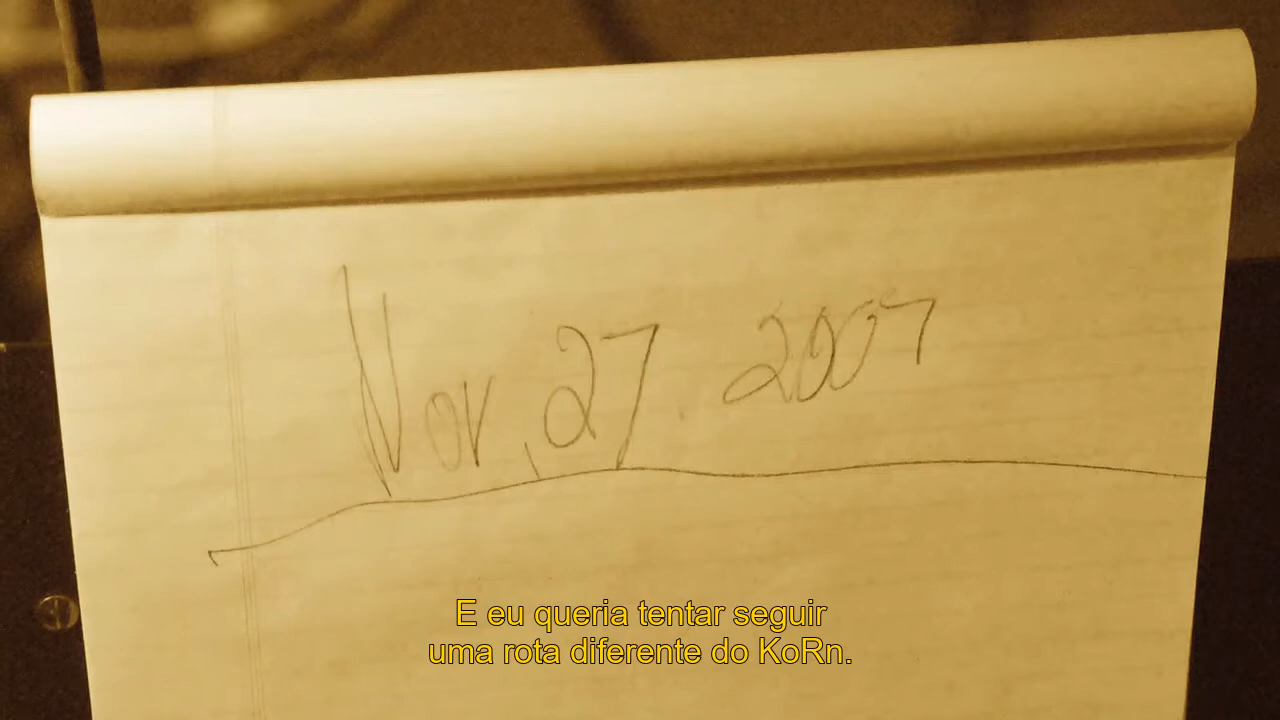 Nov, 27. 2007
E eu queria tentar seguir
uma rota diferente do KoRn.